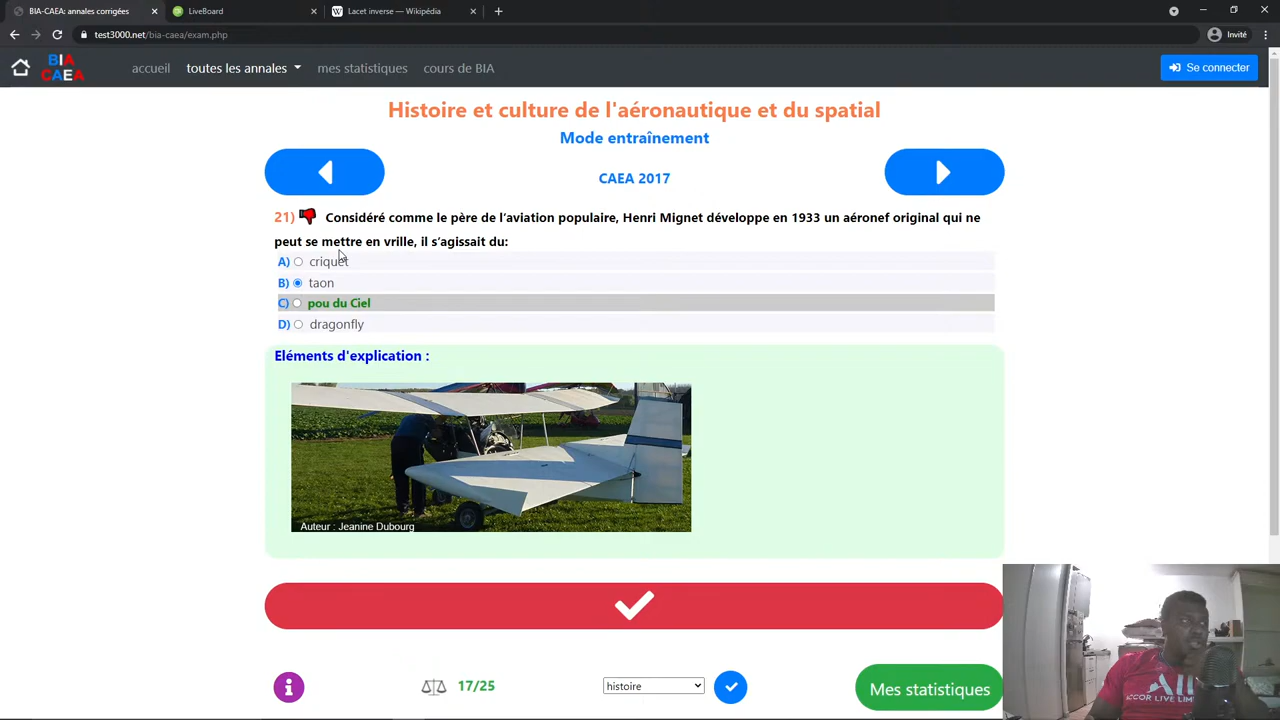 BIA-CAEA: annales corrigées
LiveBoard
Lacet inverse — Wikipédia
test3000.net/bia-caea/exam.php
Invité
BIA
CAEA
accueil
toutes les annales
mes statistiques
cours de BIA
Se connecter
Histoire et culture de l'aéronautique et du spatial
Mode entraînement
CAEA 2017
21) Considéré comme le père de l’aviation populaire, Henri Mignet développe en 1933 un aéronef original qui ne
peut se mettre en vrille, il s’agissait du:
A) criquet
B) taon
C) pou du Ciel
D) dragonfly
Eléments d'explication :
Auteur : Jeanine Dubourg
17/25
histoire
Mes statistiques